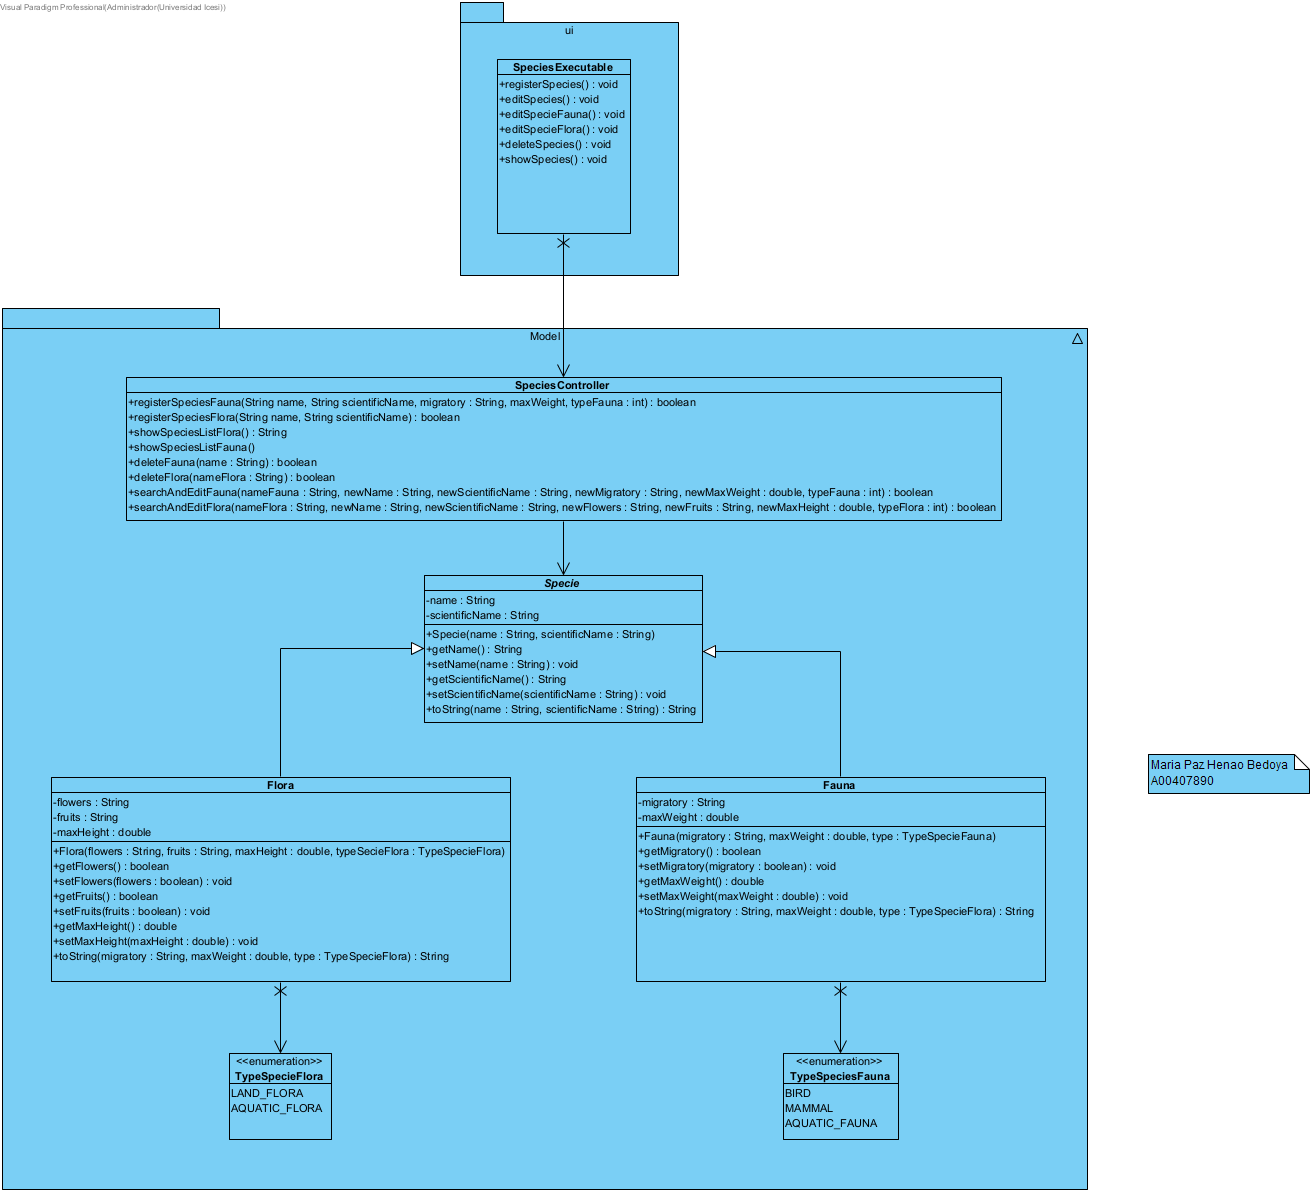 Visual Paradigm Professional(Administrador(Universidad Icesi))
ui
SpeciesExecutable
+registerSpecies() : void
+editSpecies() : void
+editSpecieFauna() : void
+editSpecieFlora() : void
+deleteSpecies() : void
+showSpecies() : void
Model
SpeciesController
+registerSpeciesFauna(String name, String scientificName, migratory : String, maxWeight, typeFauna : int) : boolean
+registerSpeciesFlora(String name, String scientificName) : boolean
+showSpeciesListFlora() : String
+showSpeciesListFauna()
+deleteFauna(name : String) : boolean
+deleteFlora(nameFlora : String) : boolean
+searchAndEditFauna(nameFauna : String, newName : String, newScientificName : String, newMigratory : String, newMaxWeight : double, typeFauna : int) : boolean
+searchAndEditFlora(nameFlora : String, newName : String, newScientificName : String, newFlowers : String, newFruits : String, newMaxHeight : double, typeFlora : int) : boolean
Specie
-name : String
-scientificName : String
+Specie(name : String, scientificName : String)
+getName() : String
+setName(name : String) : void
+getScientificName() : String
+setScientificName(scientificName : String) : void
+toString(name : String, scientificName : String) : String
Flora
-flowers : String
-fruits : String
-maxHeight : double
+Flora(flowers : String, fruits : String, maxHeight : double, typeSecieFlora : TypeSpecieFlora)
+getFlowers() : boolean
+setFlowers(flowers : boolean) : void
+getFruits() : boolean
+setFruits(fruits : boolean) : void
+getMaxHeight() : double
+setMaxHeight(maxHeight : double) : void
+toString(migratory : String, maxWeight : double, type : TypeSpecieFlora) : String
Fauna
-migratory : String
-maxWeight : double
+Fauna(migratory : String, maxWeight : double, type : TypeSpecieFauna)
+getMigratory() : boolean
+setMigratory(migratory : boolean) : void
+getMaxWeight() : double
+setMaxWeight(maxWeight : double) : void
+toString(migratory : String, maxWeight : double, type : TypeSpecieFlora) : String
Maria Paz Henao Bedoya
A00407890
<<enumeration>>
TypeSpecieFlora
LAND_FLORA
AQUATIC_FLORA
<<enumeration>>
TypeSpeciesFauna
BIRD
MAMMAL
AQUATIC_FAUNA